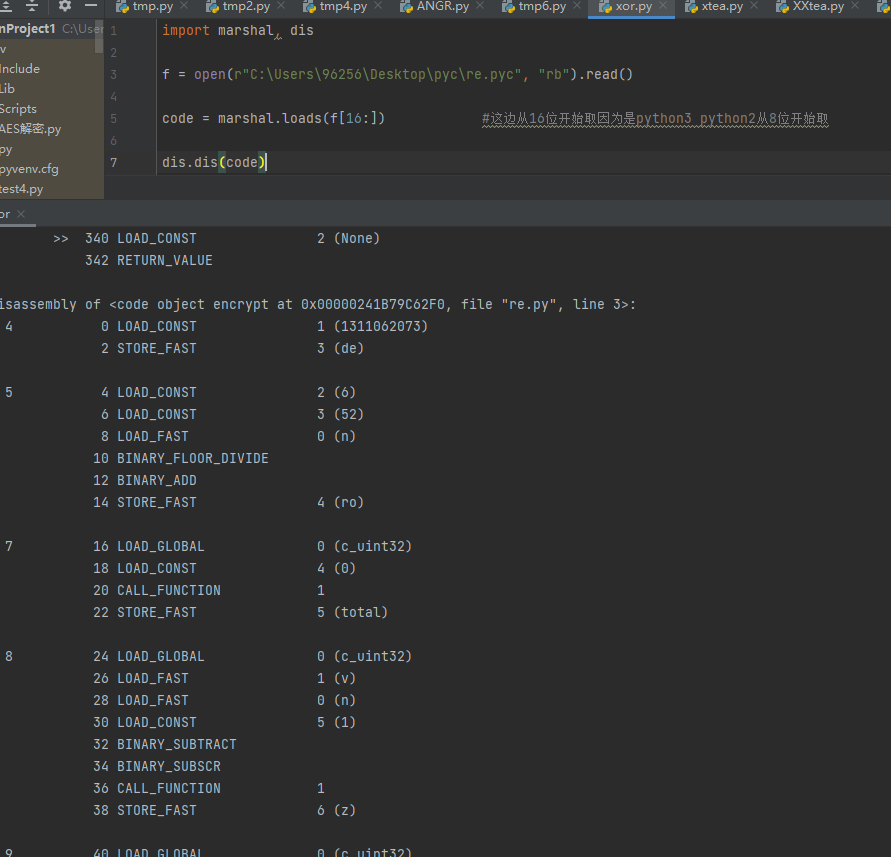 tmp.py tmp2.py tmp4.py ANGR.py tmp6.py xor.py xtea.py XXtea.py
nProject1 C:\User
v
Include
Lib
Scripts
AES解密.py
py
pyvenv.cfg
test4.py
1 import marshal, dis
2
3 f = open(r"C:\Users\96256\Desktop\pyc\re.pyc", "rb").read()
4
5 code = marshal.loads(f[16:]) #这边从16位开始取因为是python3 python2从8位开始取
6
7 dis.dis(code)
or
>> 340 LOAD_CONST 2 (None)
342 RETURN_VALUE
isassembly of <code object encrypt at 0x00000241B79C62F0, file "re.py", line 3>:
4 0 LOAD_CONST 1 (1311062073)
2 STORE_FAST 3 (de)
5 4 LOAD_CONST 2 (6)
6 LOAD_CONST 3 (52)
8 LOAD_FAST 0 (n)
10 BINARY_FLOOR_DIVIDE
12 BINARY_ADD
14 STORE_FAST 4 (ro)
7 16 LOAD_GLOBAL 0 (c_uint32)
18 LOAD_CONST 4 (0)
20 CALL_FUNCTION 1
22 STORE_FAST 5 (total)
8 24 LOAD_GLOBAL 0 (c_uint32)
26 LOAD_FAST 1 (v)
28 LOAD_FAST 0 (n)
30 LOAD_CONST 5 (1)
32 BINARY_SUBTRACT
34 BINARY_SUBSCR
36 CALL_FUNCTION 1
38 STORE_FAST 6 (z)
9 40 LOAD_GLOBAL 0 (c_uint32)